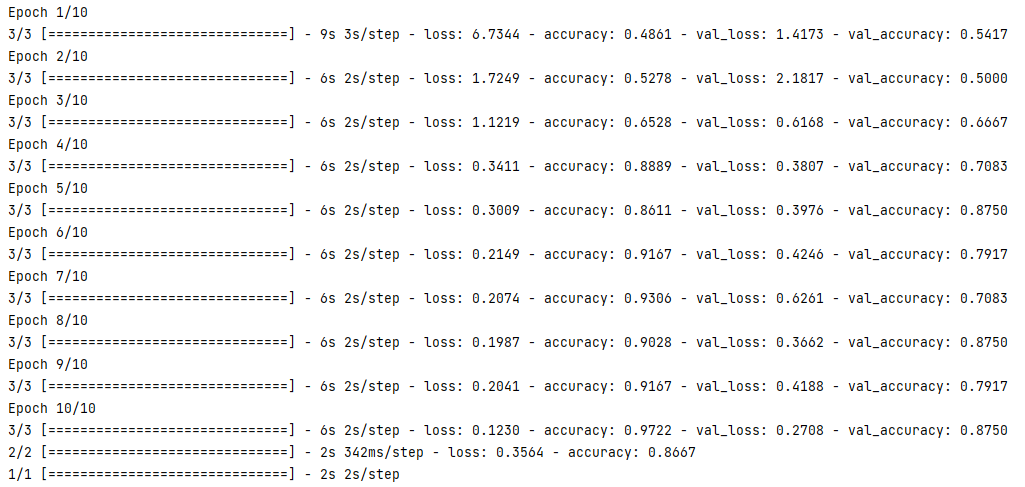 Epoch 1/10
3/3 [==============================] - 9s 3s/step - loss: 6.7344 - accuracy: 0.4861 - val_loss: 1.4173 - val_accuracy: 0.5417
Epoch 2/10
3/3 [==============================] - 6s 2s/step - loss: 1.7249 - accuracy: 0.5278 - val_loss: 2.1817 - val_accuracy: 0.5000
Epoch 3/10
3/3 [==============================] - 6s 2s/step - loss: 1.1219 - accuracy: 0.6528 - val_loss: 0.6168 - val_accuracy: 0.6667
Epoch 4/10
3/3 [==============================] - 6s 2s/step - loss: 0.3411 - accuracy: 0.8889 - val_loss: 0.3807 - val_accuracy: 0.7083
Epoch 5/10
3/3 [==============================] - 6s 2s/step - loss: 0.3009 - accuracy: 0.8611 - val_loss: 0.3976 - val_accuracy: 0.8750
Epoch 6/10
3/3 [==============================] - 6s 2s/step - loss: 0.2149 - accuracy: 0.9167 - val_loss: 0.4246 - val_accuracy: 0.7917
Epoch 7/10
3/3 [==============================] - 6s 2s/step - loss: 0.2074 - accuracy: 0.9306 - val_loss: 0.6261 - val_accuracy: 0.7083
Epoch 8/10
3/3 [==============================] - 6s 2s/step - loss: 0.1987 - accuracy: 0.9028 - val_loss: 0.3662 - val_accuracy: 0.8750
Epoch 9/10
3/3 [==============================] - 6s 2s/step - loss: 0.2041 - accuracy: 0.9167 - val_loss: 0.4188 - val_accuracy: 0.7917
Epoch 10/10
3/3 [==============================] - 6s 2s/step - loss: 0.1230 - accuracy: 0.9722 - val_loss: 0.2708 - val_accuracy: 0.8750
2/2 [==============================] - 2s 342ms/step - loss: 0.3564 - accuracy: 0.8667
1/1 [==============================] - 2s 2s/step